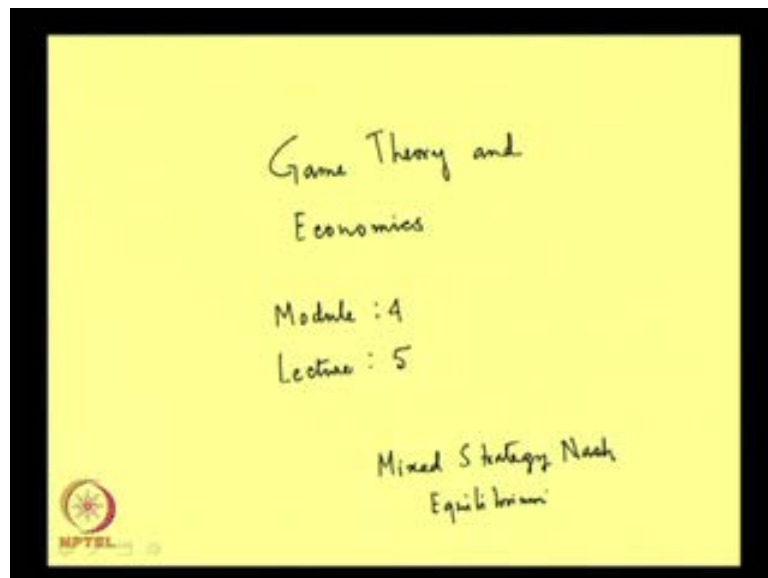 Game Theory and
Economics
Module : 4
Lecture : 5
Mixed Strategy Nash
Equilibrium
NPTEL